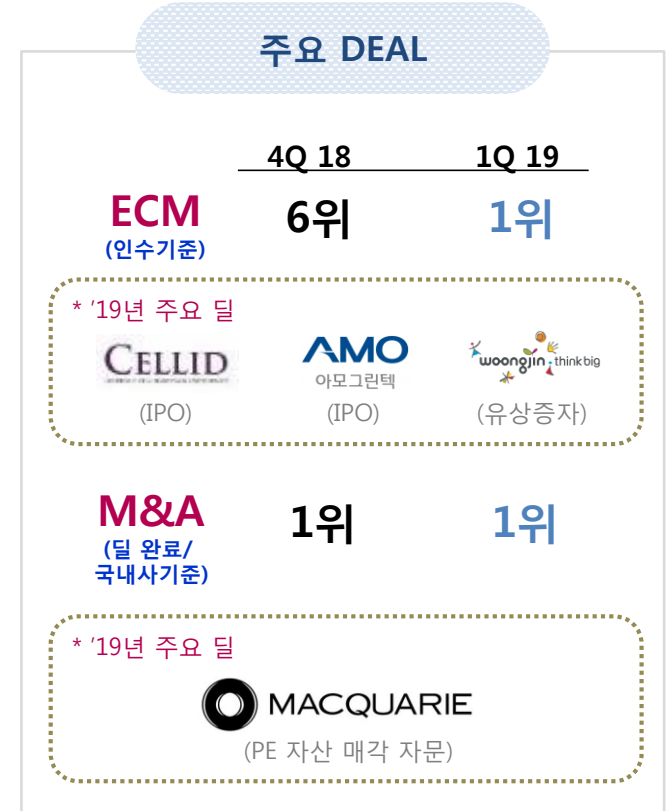 주요 DEAL
4Q 18 1Q 19
ECM 6위 1위
(인수기준)
* '19년 주요 딜
CELLID AMO woongjin thinkbig
아모그린텍
(IPO) (IPO) (유상증자)
M&A 1위 1위
(딜 완료/
국내사기준)
* '19년 주요 딜
MACQUARIE
(PE 자산 매각 자문)